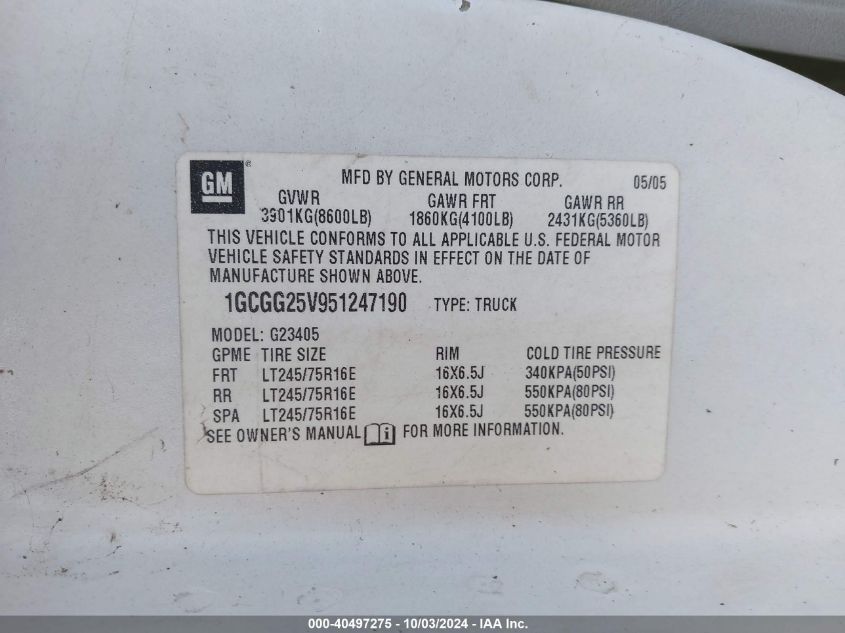 GM ®
MFD BY GENERAL MOTORS CORP. 05/05
GVWR GAWR FRT GAWR RR
3901KG(8600LB) 1860KG(4100LB) 2431KG(5360LB)
THIS VEHICLE CONFORMS TO ALL APPLICABLE U.S. FEDERAL MOTOR
VEHICLE SAFETY STANDARDS IN EFFECT ON THE DATE OF
MANUFACTURE SHOWN ABOVE.
1GCGG25V951247190 TYPE: TRUCK
MODEL: G23405
GPME TIRE SIZE RIM COLD TIRE PRESSURE
FRT LT245/75R16E 16X6.5J 340KPA(50PSI)
RR LT245/75R16E 16X6.5J 550KPA(80PSI)
SPA LT245/75R16E 16X6.5J 550KPA(80PSI)
SEE OWNER'S MANUAL i FOR MORE INFORMATION.
000-40497275 - 10/03/2024 - IAA Inc.